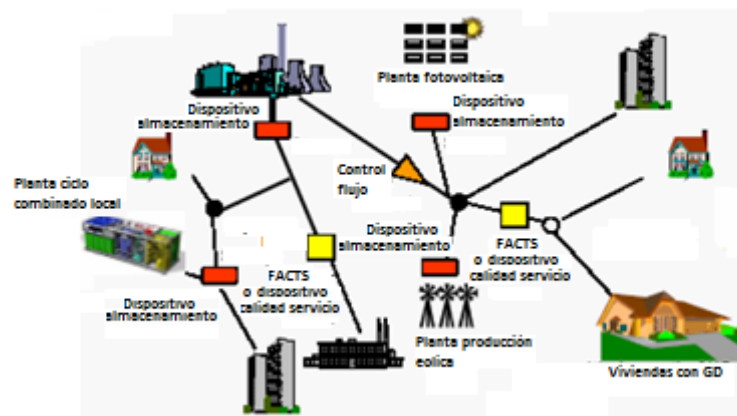 Planta fotovoltaica
Dispositivo
almacenamiento
Dispositivo
almacenamiento
Control
flujo
Planta ciclo
combinado local
Dispositivo
almacenamiento
FACTS
o dispositivo
calidad servicio
FACTS
o dispositivo
calidad servicio
Dispositivo
almacenamiento
Planta producción
eolica
Viviendas con GD